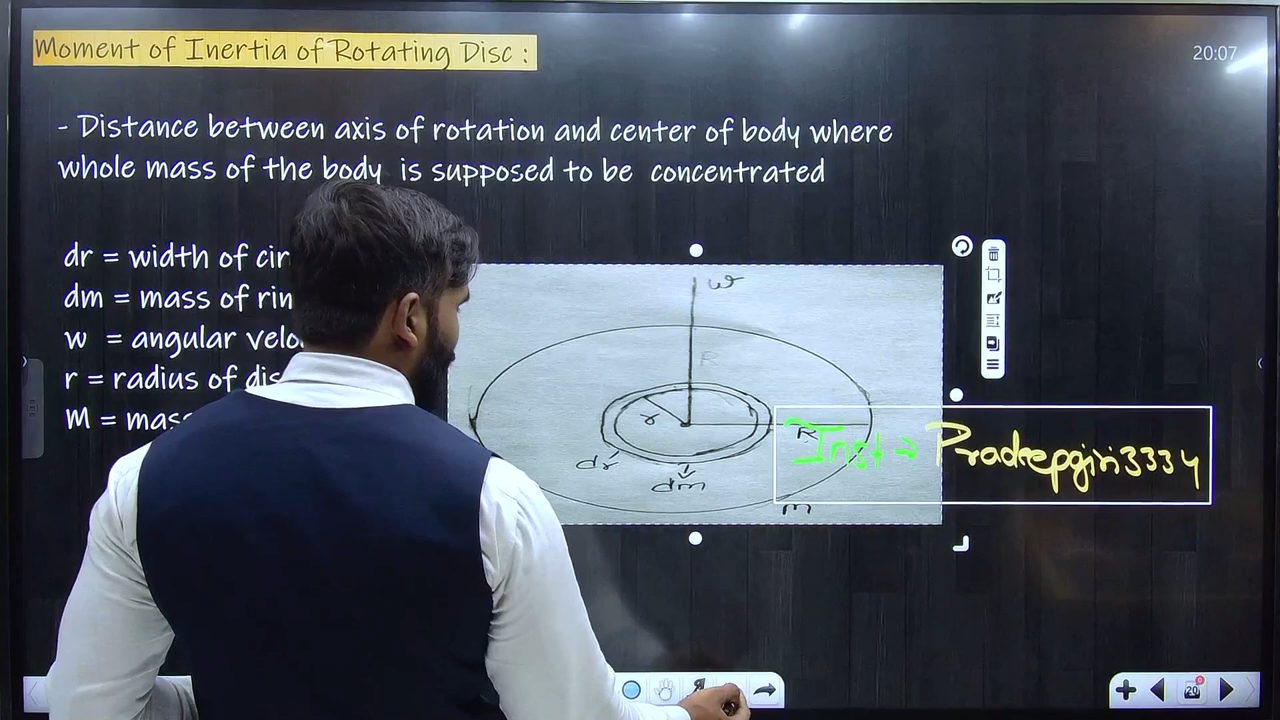 Moment of Inertia of Rotating Disc :
20:07
- Distance between axis of rotation and center of body where
whole mass of the body is supposed to be concentrated
dr = width of cir
dm = mass of rin
w = angular velo
r = radius of dis
M = mass
ω
R
r
R
dr
dm
m
Inst → Pradeepgiri3334
20